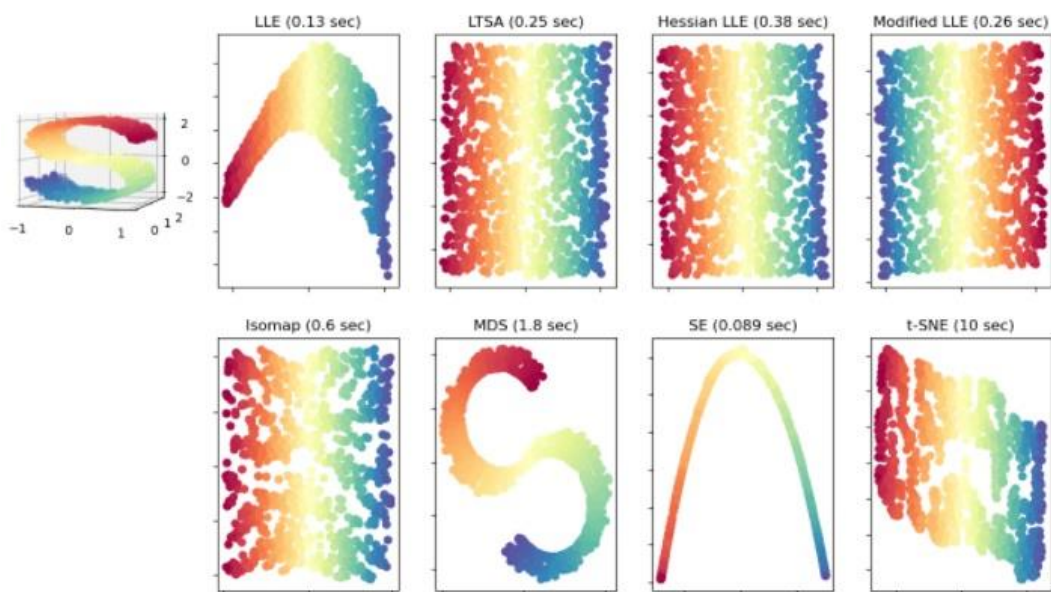 LLE (0.13 sec)
LTSA (0.25 sec)
Hessian LLE (0.38 sec)
Modified LLE (0.26 sec)
2
0
−2
−1
0
1
0
1
2
Isomap (0.6 sec)
MDS (1.8 sec)
SE (0.089 sec)
t-SNE (10 sec)